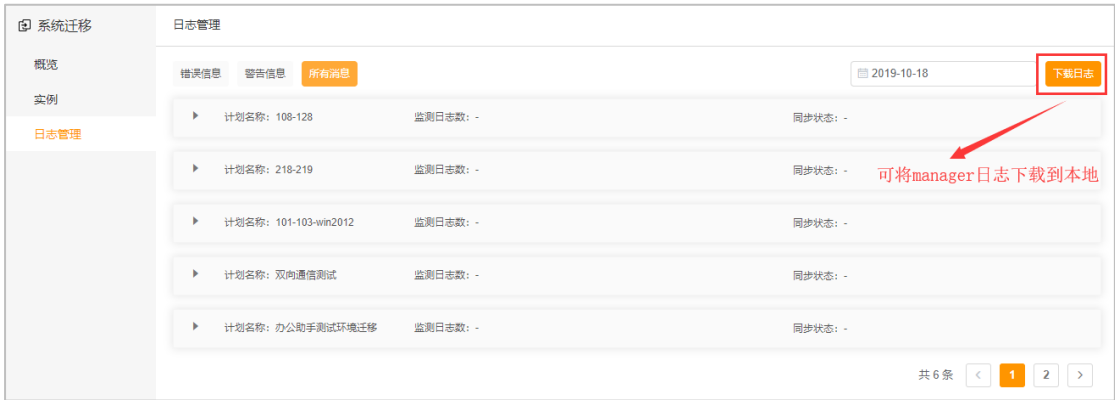 系统迁移
日志管理
概览
实例
日志管理
错误信息 警告信息 所有消息 2019-10-18 下载日志
计划名称：108-128 监测日志数：- 同步状态：-
计划名称：218-219 监测日志数：- 同步状态：-
可将manager日志下载到本地
计划名称：101-103-win2012 监测日志数：- 同步状态：-
计划名称：双向通信测试 监测日志数：- 同步状态：-
计划名称：办公助手测试环境迁移 监测日志数：- 同步状态：-
共 6 条 < 1 2 >